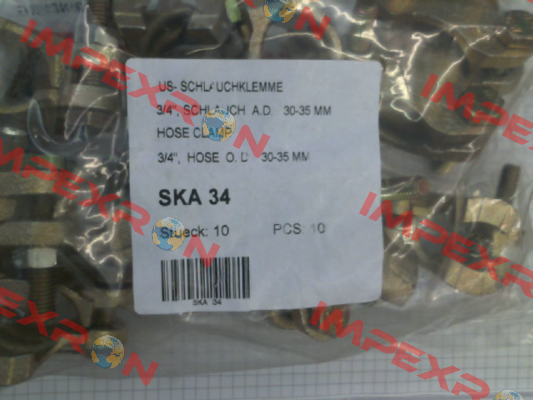 US-SCHLAUCHKLEMME
3/4", SCHLAUCH A.D. 30-35 MM
HOSE CLAMP
3/4", HOSE O.D. 30-35 MM
SKA 34
Stueck: 10 PCS: 10
SKA 34
IMPEXRON
IMPEXRON
IMPEXRON
IMPEXRON